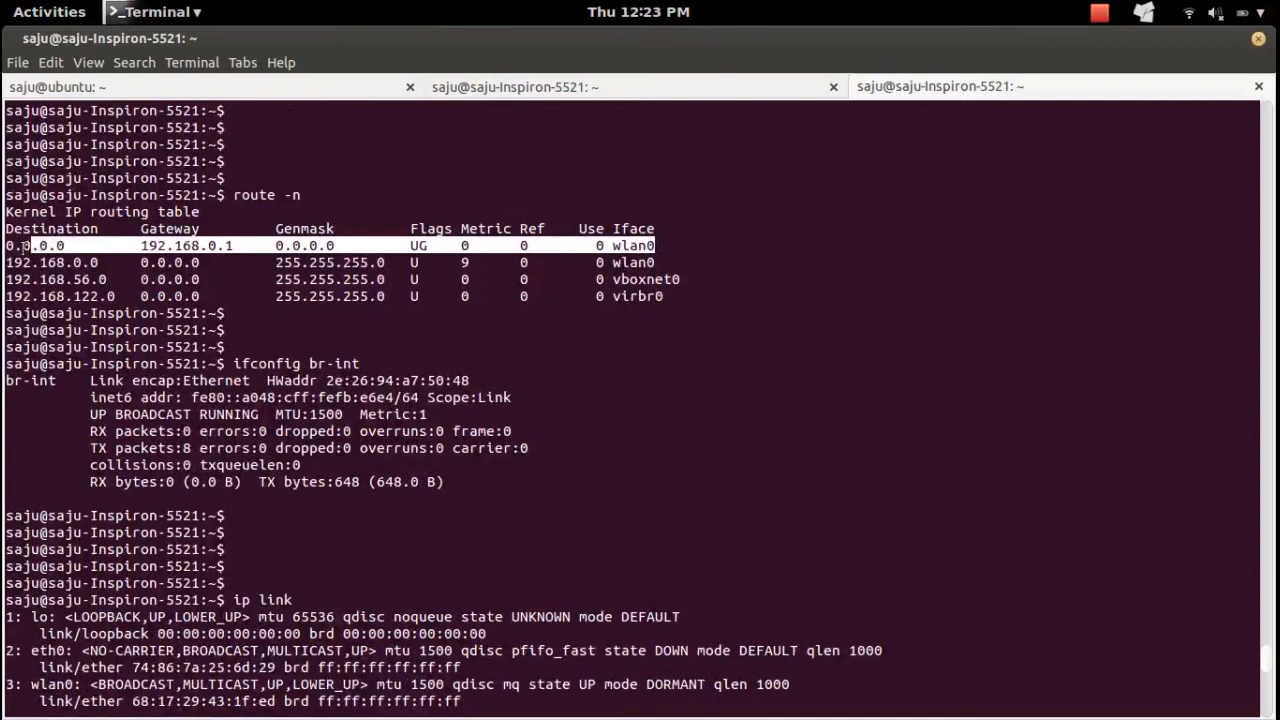 Activities >_Terminal ▾ Thu 12:23 PM
saju@saju-Inspiron-5521: ~
File Edit View Search Terminal Tabs Help
saju@ubuntu: ~ saju@saju-Inspiron-5521: ~ saju@saju-Inspiron-5521: ~
saju@saju-Inspiron-5521:~$
saju@saju-Inspiron-5521:~$
saju@saju-Inspiron-5521:~$
saju@saju-Inspiron-5521:~$
saju@saju-Inspiron-5521:~$
saju@saju-Inspiron-5521:~$ route -n
Kernel IP routing table
Destination Gateway Genmask Flags Metric Ref Use Iface
0.0.0.0 192.168.0.1 0.0.0.0 UG 0 0 0 wlan0
192.168.0.0 0.0.0.0 255.255.255.0 U 9 0 0 wlan0
192.168.56.0 0.0.0.0 255.255.255.0 U 0 0 0 vboxnet0
192.168.122.0 0.0.0.0 255.255.255.0 U 0 0 0 virbr0
saju@saju-Inspiron-5521:~$
saju@saju-Inspiron-5521:~$
saju@saju-Inspiron-5521:~$
saju@saju-Inspiron-5521:~$ ifconfig br-int
br-int Link encap:Ethernet HWaddr 2e:26:94:a7:50:48
inet6 addr: fe80::a048:cff:fefb:e6e4/64 Scope:Link
UP BROADCAST RUNNING MTU:1500 Metric:1
RX packets:0 errors:0 dropped:0 overruns:0 frame:0
TX packets:8 errors:0 dropped:0 overruns:0 carrier:0
collisions:0 txqueuelen:0
RX bytes:0 (0.0 B) TX bytes:648 (648.0 B)
saju@saju-Inspiron-5521:~$
saju@saju-Inspiron-5521:~$
saju@saju-Inspiron-5521:~$
saju@saju-Inspiron-5521:~$
saju@saju-Inspiron-5521:~$
saju@saju-Inspiron-5521:~$ ip link
1: lo: <LOOPBACK,UP,LOWER_UP> mtu 65536 qdisc noqueue state UNKNOWN mode DEFAULT
link/loopback 00:00:00:00:00:00 brd 00:00:00:00:00:00
2: eth0: <NO-CARRIER,BROADCAST,MULTICAST,UP> mtu 1500 qdisc pfifo_fast state DOWN mode DEFAULT qlen 1000
link/ether 74:86:7a:25:6d:29 brd ff:ff:ff:ff:ff:ff
3: wlan0: <BROADCAST,MULTICAST,UP,LOWER_UP> mtu 1500 qdisc mq state UP mode DORMANT qlen 1000
link/ether 68:17:29:43:1f:ed brd ff:ff:ff:ff:ff:ff